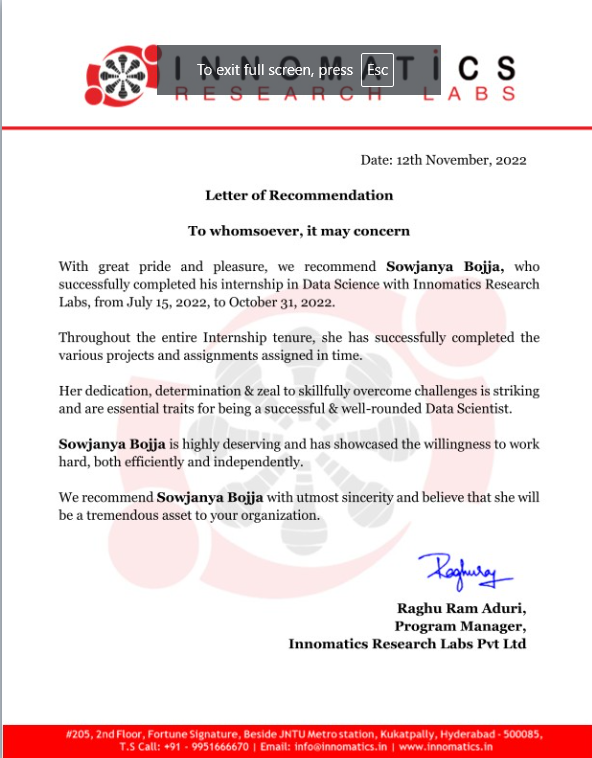 INNOMATICS
To exit full screen, press Esc
RESEARCH LABS
Date: 12th November, 2022
Letter of Recommendation
To whomsoever, it may concern
With great pride and pleasure, we recommend Sowjanya Bojja, who
successfully completed his internship in Data Science with Innomatics Research
Labs, from July 15, 2022, to October 31, 2022.
Throughout the entire Internship tenure, she has successfully completed the
various projects and assignments assigned in time.
Her dedication, determination & zeal to skillfully overcome challenges is striking
and are essential traits for being a successful & well-rounded Data Scientist.
Sowjanya Bojja is highly deserving and has showcased the willingness to work
hard, both efficiently and independently.
We recommend Sowjanya Bojja with utmost sincerity and believe that she will
be a tremendous asset to your organization.
Raghuraj
Raghu Ram Aduri,
Program Manager,
Innomatics Research Labs Pvt Ltd
#205, 2nd Floor, Fortune Signature, Beside JNTU Metro station, Kukatpally, Hyderabad - 500085,
T.S Call: +91 - 9951666670 | Email: info@innomatics.in | www.innomatics.in